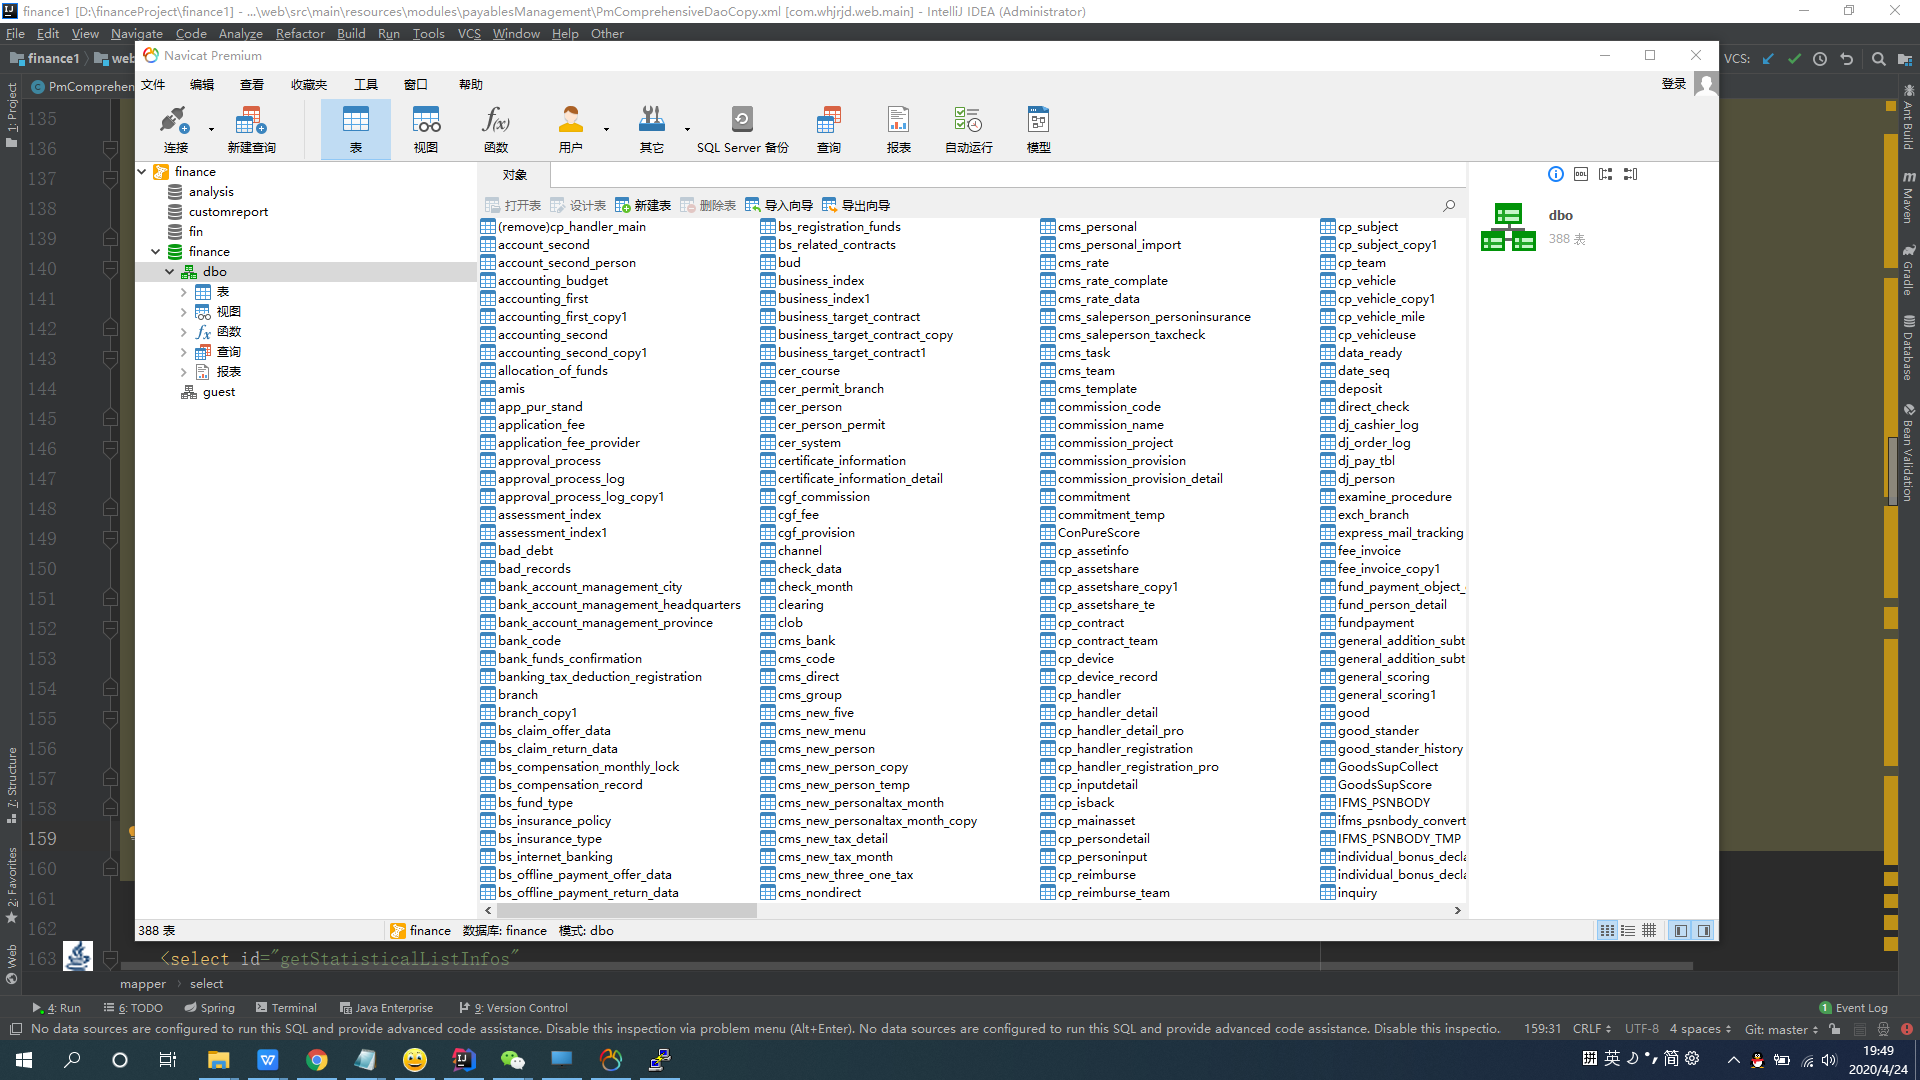 finance1 [D:\financeProject\finance1] - ...\web\src\main\resources\modules\payablesManagement\PmComprehensiveDaoCopy.xml [com.whjrjd.web.main] - IntelliJ IDEA (Administrator)
File Edit View Navigate Code Analyze Refactor Build Run Tools VCS Window Help Other
finance1 web VCS:
PmComprehen
Navicat Premium
文件 编辑 查看 收藏夹 工具 窗口 帮助 登录
连接 新建查询 表 视图 函数 用户 其它 SQL Server 备份 查询 报表 自动运行 模型
finance
analysis
customreport
fin
finance
dbo
表
视图
函数
查询
报表
guest
对象
打开表 设计表 新建表 删除表 导入向导 导出向导
(remove)cp_handler_main
account_second
account_second_person
accounting_budget
accounting_first
accounting_first_copy1
accounting_second
accounting_second_copy1
allocation_of_funds
amis
app_pur_stand
application_fee
application_fee_provider
approval_process
approval_process_log
approval_process_log_copy1
assessment_index
assessment_index1
bad_debt
bad_records
bank_account_management_city
bank_account_management_headquarters
bank_account_management_province
bank_code
bank_funds_confirmation
banking_tax_deduction_registration
branch
branch_copy1
bs_claim_offer_data
bs_claim_return_data
bs_compensation_monthly_lock
bs_compensation_record
bs_fund_type
bs_insurance_policy
bs_insurance_type
bs_internet_banking
bs_offline_payment_offer_data
bs_offline_payment_return_data
bs_registration_funds
bs_related_contracts
bud
business_index
business_index1
business_target_contract
business_target_contract_copy
business_target_contract1
cer_course
cer_permit_branch
cer_person
cer_person_permit
cer_system
certificate_information
certificate_information_detail
cgf_commission
cgf_fee
cgf_provision
channel
check_data
check_month
clearing
clob
cms_bank
cms_code
cms_direct
cms_group
cms_new_five
cms_new_menu
cms_new_person
cms_new_person_copy
cms_new_person_temp
cms_new_personaltax_month
cms_new_personaltax_month_copy
cms_new_tax_detail
cms_new_tax_month
cms_new_three_one_tax
cms_nondirect
cms_personal
cms_personal_import
cms_rate
cms_rate_complate
cms_rate_data
cms_saleperson_personinsurance
cms_saleperson_taxcheck
cms_task
cms_team
cms_template
commission_code
commission_name
commission_project
commission_provision
commission_provision_detail
commitment
commitment_temp
ConPureScore
cp_assetinfo
cp_assetshare
cp_assetshare_copy1
cp_assetshare_te
cp_contract
cp_contract_team
cp_device
cp_device_record
cp_handler
cp_handler_detail
cp_handler_detail_pro
cp_handler_registration
cp_handler_registration_pro
cp_inputdetail
cp_isback
cp_mainasset
cp_persondetail
cp_personinput
cp_reimburse
cp_reimburse_team
cp_subject
cp_subject_copy1
cp_team
cp_vehicle
cp_vehicle_copy1
cp_vehicle_mile
cp_vehicleuse
data_ready
date_seq
deposit
direct_check
dj_cashier_log
dj_order_log
dj_pay_tbl
dj_person
examine_procedure
exch_branch
express_mail_tracking
fee_invoice
fee_invoice_copy1
fund_payment_object_
fund_person_detail
fundpayment
general_addition_subt
general_addition_subt
general_scoring
general_scoring1
good
good_stander
good_stander_history
GoodsSupCollect
GoodsSupScore
IFMS_PSNBODY
ifms_psnbody_convert
IFMS_PSNBODY_TMP
individual_bonus_decla
individual_bonus_decla
inquiry
DDL
dbo
388 表
388 表 finance 数据库: finance 模式: dbo
135
136
137
138
139
140
141
142
143
144
145
146
147
148
149
150
151
152
153
154
155
156
157
158
159
160
161
162
163 <select id="getStatisticalListInfos"
1: Project
7: Structure
2: Favorites
Web
Ant Build
Maven
Gradle
Database
Bean Validation
mapper select
4: Run 6: TODO Spring Terminal Java Enterprise 9: Version Control 1 Event Log
No data sources are configured to run this SQL and provide advanced code assistance. Disable this inspection via problem menu (Alt+Enter). No data sources are configured to run this SQL and provide advanced code assistance. Disable this inspectio... 159:31 CRLF UTF-8 4 spaces Git: master
拼 英 简 19:49
2020/4/24